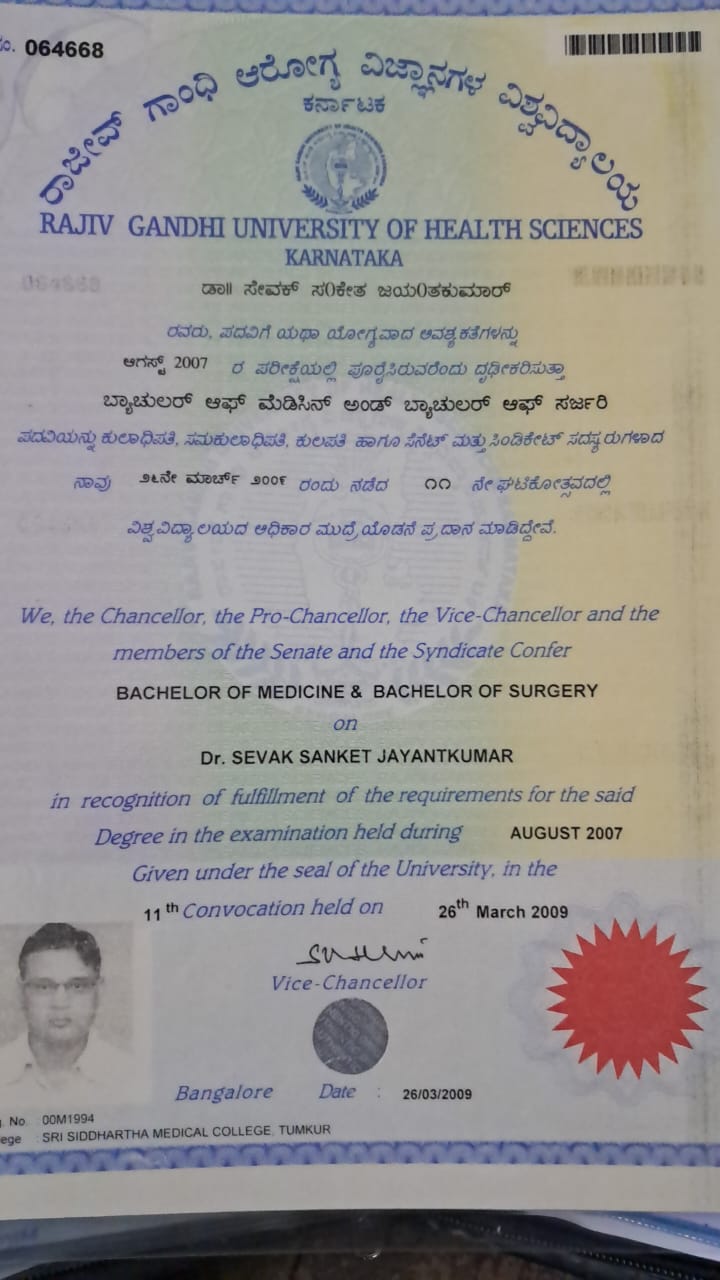 ಸಂ. 064668
ರಾಜೀವ್ ಗಾಂಧಿ ಆರೋಗ್ಯ ವಿಜ್ಞಾನಗಳ ವಿಶ್ವವಿದ್ಯಾಲಯ
ಕರ್ನಾಟಕ
RAJIV GANDHI UNIVERSITY OF HEALTH SCIENCES
KARNATAKA
ಡಾ|| ಸೇವಕ್ ಸಂಕೇತ ಜಯಂತಕುಮಾರ್
ರವರು, ಪದವಿಗೆ ಯಥಾ ಯೋಗ್ಯವಾದ ಆವಶ್ಯಕತೆಗಳನ್ನು
ಆಗಸ್ಟ್ 2007 ರ ಪರೀಕ್ಷೆಯಲ್ಲಿ ಪೂರೈಸಿರುವರೆಂದು ದೃಢೀಕರಿಸುತ್ತಾ
ಬ್ಯಾಚುಲರ್ ಆಫ್ ಮೆಡಿಸಿನ್ ಅಂಡ್ ಬ್ಯಾಚುಲರ್ ಆಫ್ ಸರ್ಜರಿ
ಪದವಿಯನ್ನು ಕುಲಾಧಿಪತಿ, ಸಮಕುಲಾಧಿಪತಿ, ಕುಲಪತಿ ಹಾಗೂ ಸೆನೆಟ್ ಮತ್ತು ಸಿಂಡಿಕೇಟ್ ಸದಸ್ಯರುಗಳಾದ
ನಾವು ೨೬ನೇ ಮಾರ್ಚ್ ೨೦೦೯ ರಂದು ನಡೆದ ೧೧ ನೇ ಘಟಿಕೋತ್ಸವದಲ್ಲಿ
ವಿಶ್ವವಿದ್ಯಾಲಯದ ಅಧಿಕಾರ ಮುದ್ರೆಯೊಡನೆ ಪ್ರದಾನ ಮಾಡಿದ್ದೇವೆ.
We, the Chancellor, the Pro-Chancellor, the Vice-Chancellor and the
members of the Senate and the Syndicate Confer
BACHELOR OF MEDICINE & BACHELOR OF SURGERY
on
Dr. SEVAK SANKET JAYANTKUMAR
in recognition of fulfillment of the requirements for the said
Degree in the examination held during AUGUST 2007
Given under the seal of the University, in the
11th Convocation held on 26th March 2009
Vice-Chancellor
Bangalore Date : 26/03/2009
g. No. : 00M1994
ege : SRI SIDDHARTHA MEDICAL COLLEGE, TUMKUR